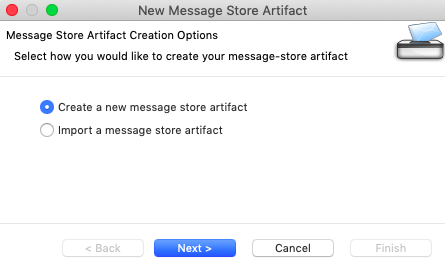 New Message Store Artifact
Message Store Artifact Creation Options
Select how you would like to create your message-store artifact
Create a new message store artifact
Import a message store artifact
< Back
Next >
Cancel
Finish